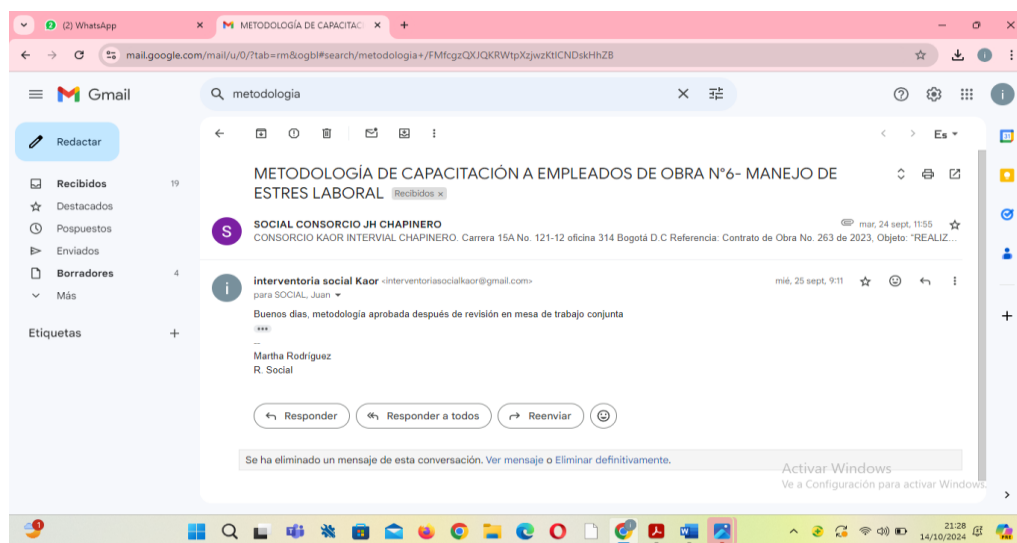 (2) WhatsApp
METODOLOGÍA DE CAPACITAC
mail.google.com/mail/u/0/?tab=rm&ogbl#search/metodologia+/FMfcgzQXJQKRWtpXzjwzKtlCNDskHhZB
Gmail
metodologia
Redactar
Es
Recibidos 19
Destacados
Pospuestos
Enviados
Borradores 4
Más
Etiquetas
METODOLOGÍA DE CAPACITACIÓN A EMPLEADOS DE OBRA N°6- MANEJO DE
ESTRES LABORAL Recibidos x
SOCIAL CONSORCIO JH CHAPINERO mar, 24 sept, 11:55
CONSORCIO KAOR INTERVIAL CHAPINERO. Carrera 15A No. 121-12 oficina 314 Bogotá D.C Referencia: Contrato de Obra No. 263 de 2023, Objeto: "REALIZ...
interventoria social Kaor <interventoriasocialkaor@gmail.com> mié, 25 sept, 9:11
para SOCIAL, Juan
Buenos dias, metodología aprobada después de revisión en mesa de trabajo conjunta
...
--
Martha Rodríguez
R. Social
Responder
Responder a todos
Reenviar
Se ha eliminado un mensaje de esta conversación. Ver mensaje o Eliminar definitivamente.
Activar Windows
Ve a Configuración para activar Windows.
21:28
14/10/2024